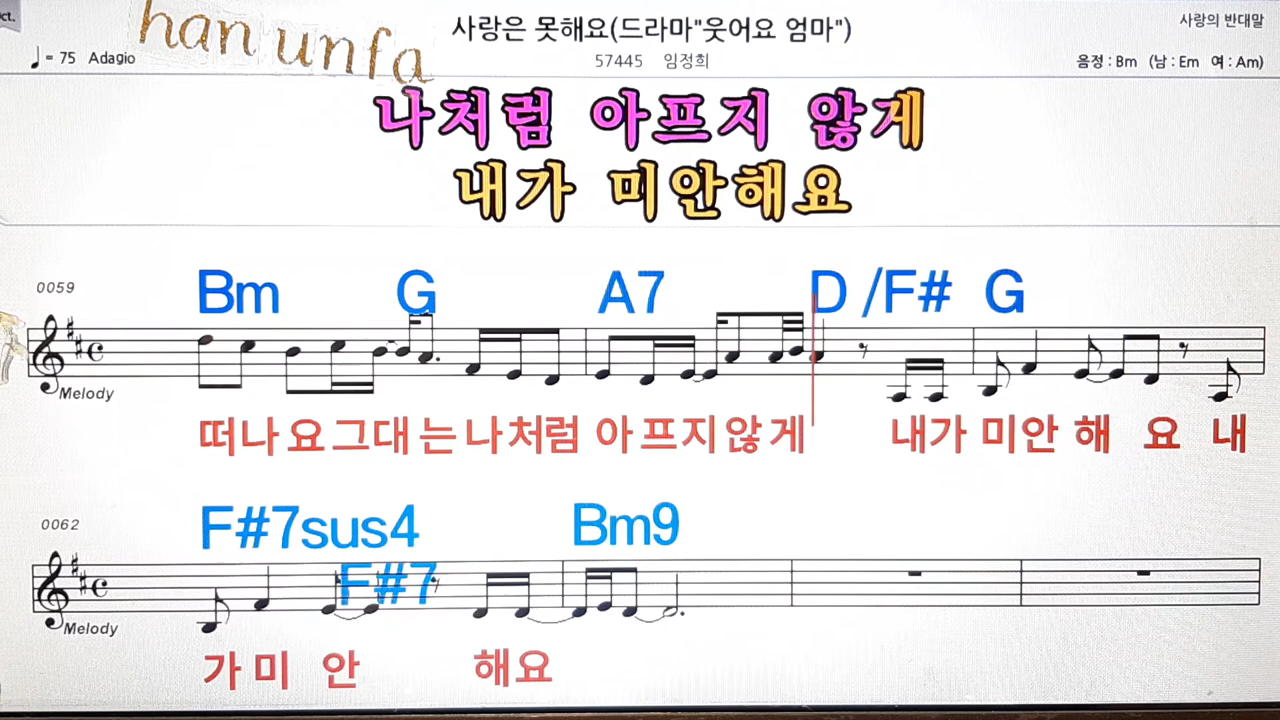 ct.
han unfa
사랑은 못해요(드라마"웃어요 엄마")
사랑의 반대말
♩ = 75 Adagio
57445 임정희
음정 : Bm (남 : Em 여 : Am)
나처럼 아프지 않게
내가 미안해요
0059
Bm G A7 D /F# G
Melody
떠나요그대는나처럼 아프지않게 내가 미안 해 요 내
0062
F#7sus4 Bm9
F#7
Melody
가미 안 해요